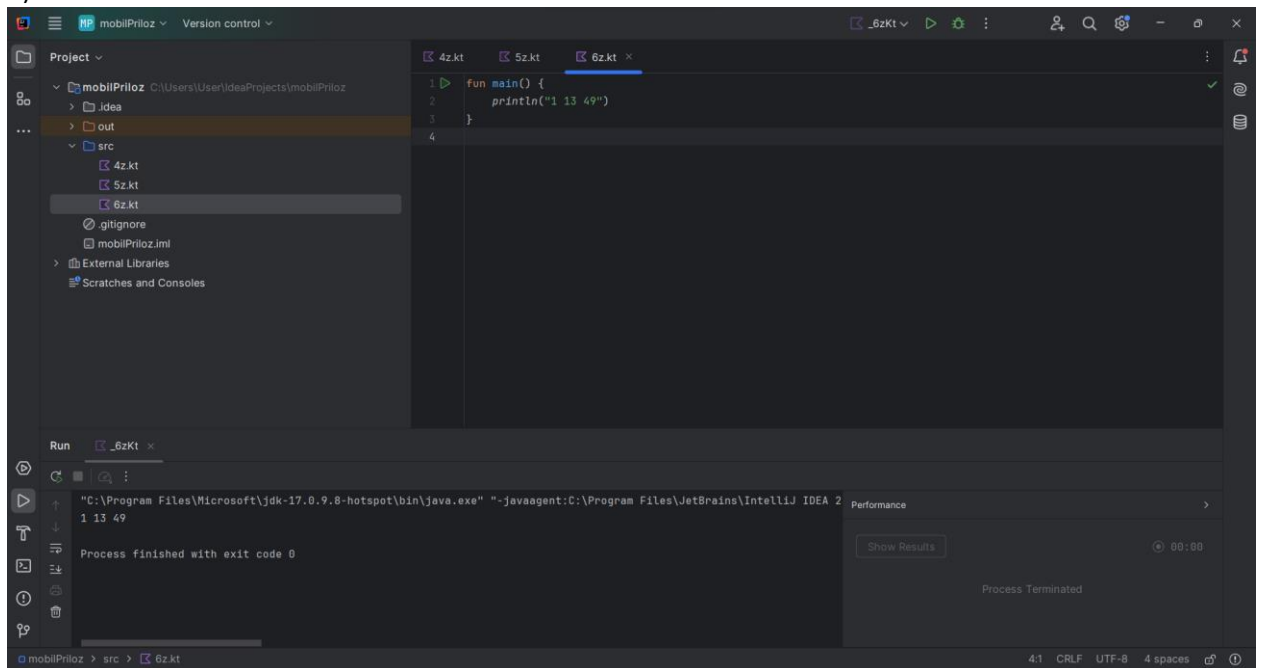 MP mobilPriloz Version control _6zKt
Project
mobilPriloz C:\Users\User\IdeaProjects\mobilPriloz
.idea
out
src
4z.kt
5z.kt
6z.kt
.gitignore
mobilPriloz.iml
External Libraries
Scratches and Consoles
4z.kt 5z.kt 6z.kt
1 fun main() {
2 println("1 13 49")
3 }
4
Run _6zKt
"C:\Program Files\Microsoft\jdk-17.0.9.8-hotspot\bin\java.exe" "-javaagent:C:\Program Files\JetBrains\IntelliJ IDEA 2
1 13 49
Process finished with exit code 0
Performance
Show Results 00:00
Process Terminated
mobilPriloz > src > 6z.kt 4:1 CRLF UTF-8 4 spaces